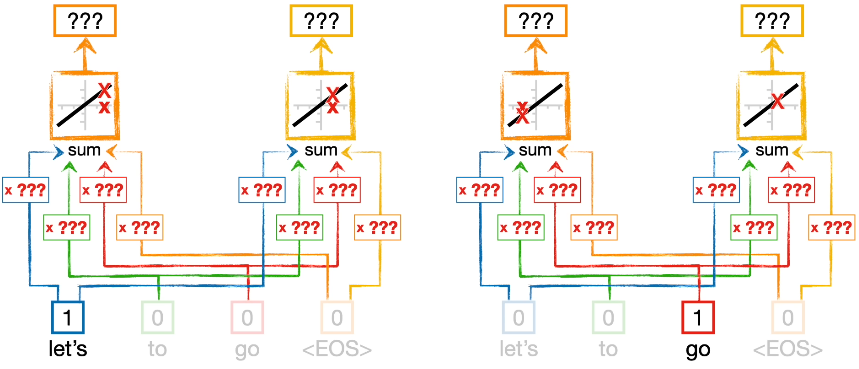 ??? ??? ??? ???
sum sum sum sum
x ??? x ??? x ??? x ??? x ??? x ??? x ??? x ???
x ??? x ??? x ??? x ??? x ??? x ??? x ??? x ???
1 0 0 0 0 0 1 0
let's to go <EOS> let's to go <EOS>